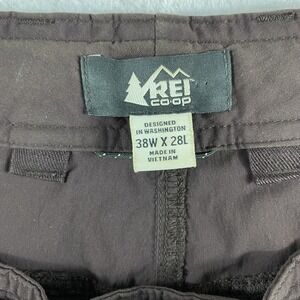 REI
CO·OP
DESIGNED
IN WASHINGTON
38W X 28L
MADE IN
VIETNAM